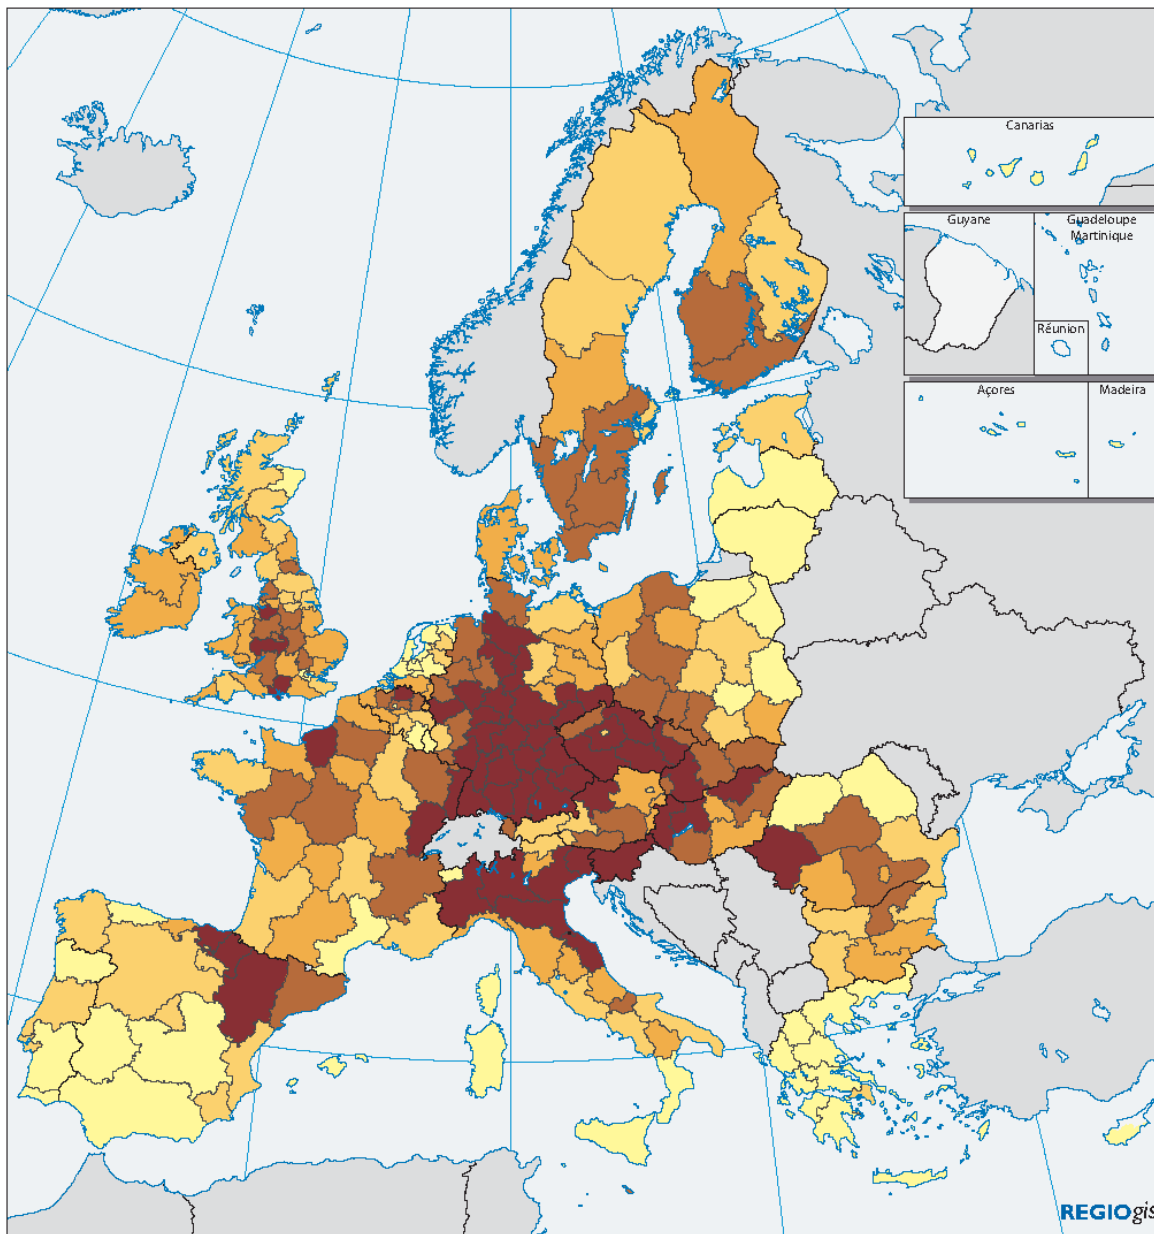 Canarias
Guyane
Guadeloupe
Martinique
Réunion
Açores
Madeira
REGIOgis